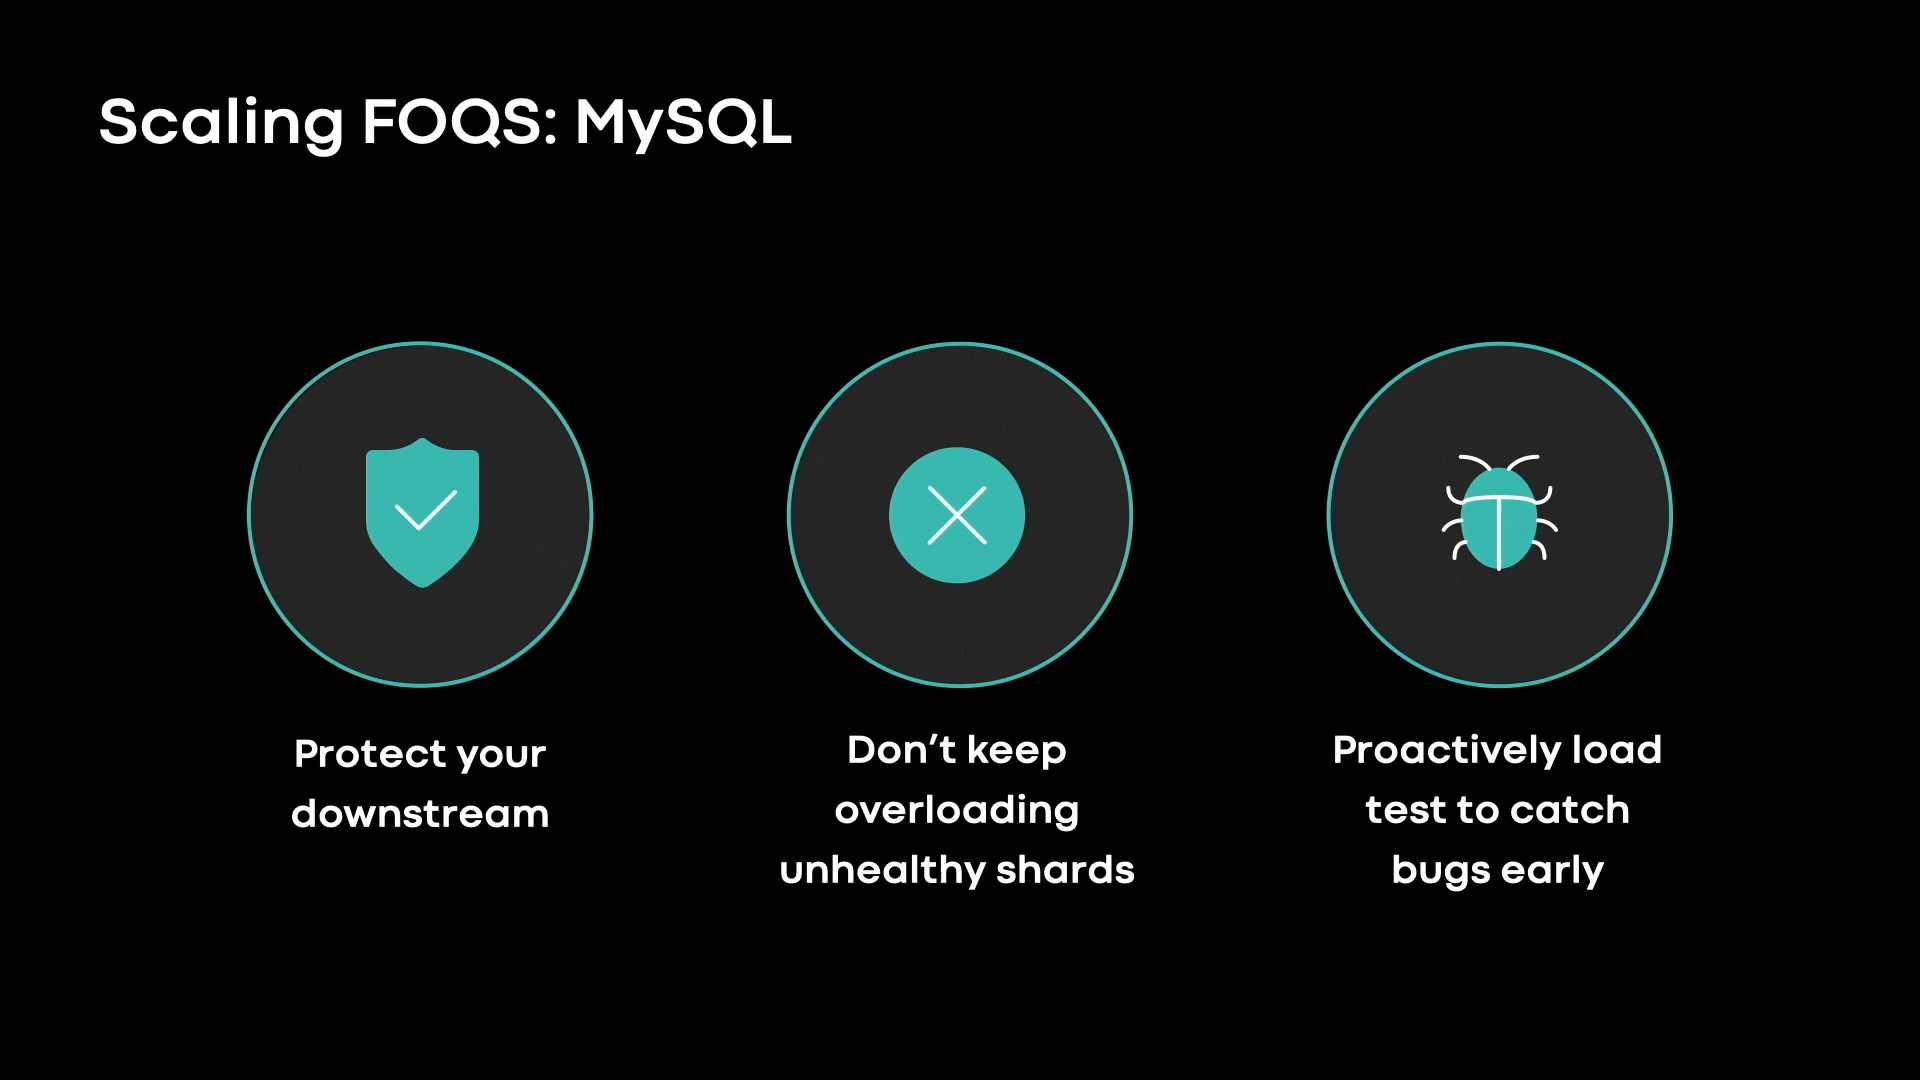 Scaling FOQS: MySQL
Protect your
downstream
Don’t keep
overloading
unhealthy shards
Proactively load
test to catch
bugs early